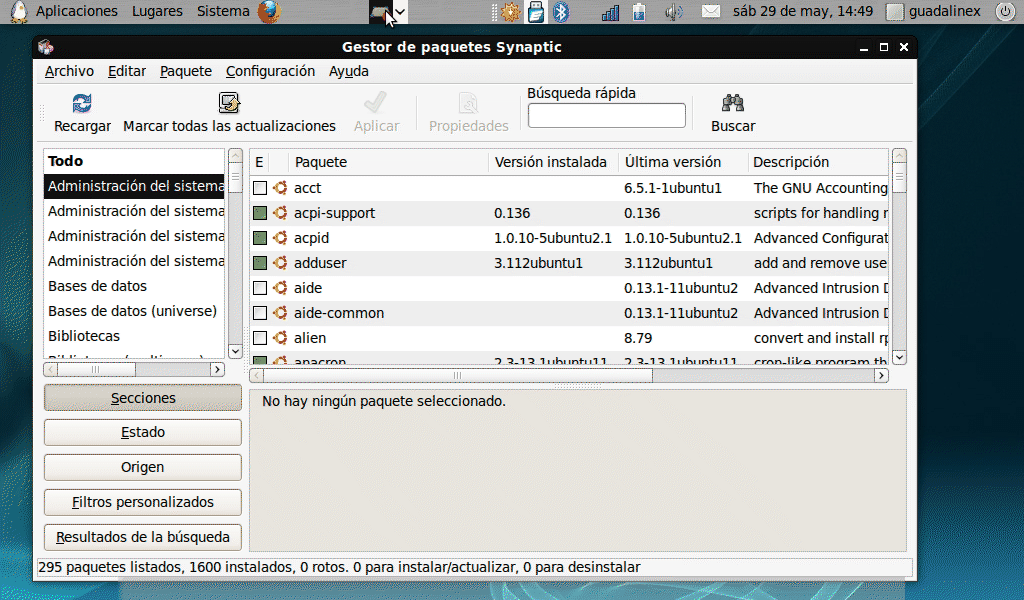 Aplicaciones Lugares Sistema sáb 29 de may, 14:49 guadalinex
Gestor de paquetes Synaptic
Archivo Editar Paquete Configuración Ayuda
Recargar Marcar todas las actualizaciones Aplicar Propiedades Búsqueda rápida Buscar
Todo
Administración del sistema
Administración del sistema
Administración del sistema
Administración del sistema
Bases de datos
Bases de datos (universe)
Bibliotecas
E Paquete Versión instalada Última versión Descripción
acct 6.5.1-1ubuntu1 The GNU Accounting
acpi-support 0.136 0.136 scripts for handling
acpid 1.0.10-5ubuntu2.1 1.0.10-5ubuntu2.1 Advanced Configurat
adduser 3.112ubuntu1 3.112ubuntu1 add and remove use
aide 0.13.1-11ubuntu2 Advanced Intrusion
aide-common 0.13.1-11ubuntu2 Advanced Intrusion
alien 8.79 convert and install
anacron 2.3-13.1ubuntu11 2.3-13.1ubuntu11 cron-like program
Secciones
Estado
Origen
Filtros personalizados
Resultados de la búsqueda
No hay ningún paquete seleccionado.
295 paquetes listados, 1600 instalados, 0 rotos. 0 para instalar/actualizar, 0 para desinstalar